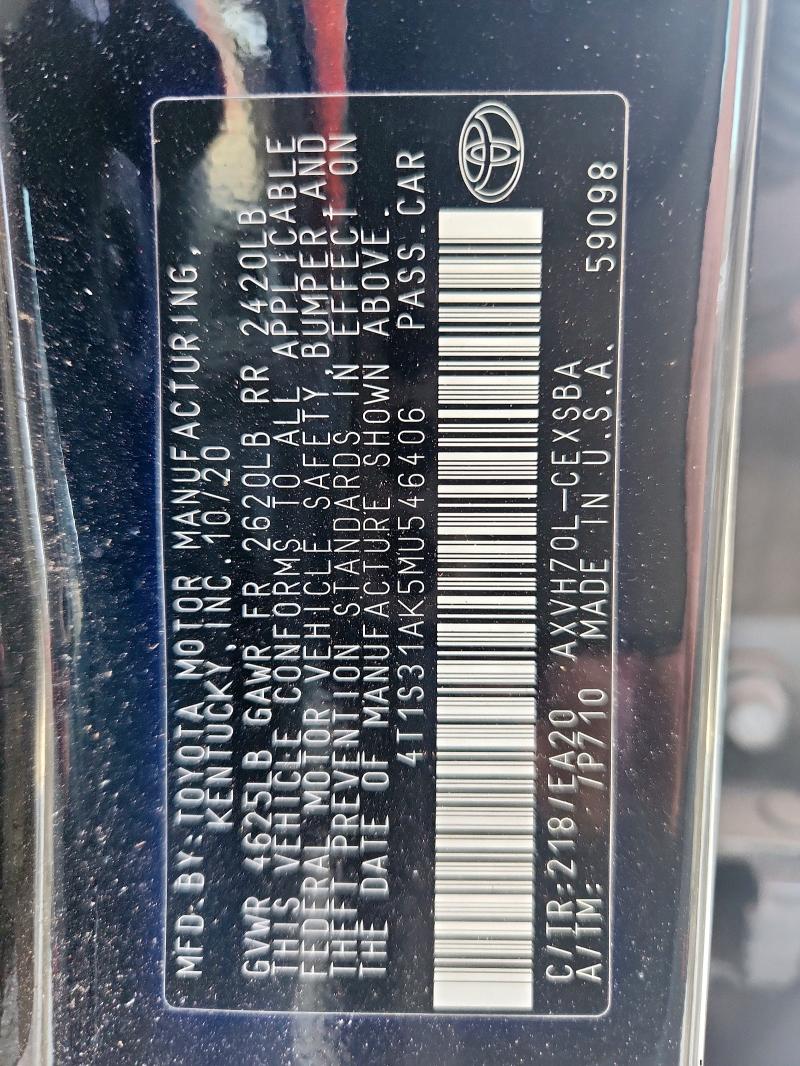 MFD.BY:TOYOTA MOTOR MANUFACTURING,
KENTUCKY, INC. 10/20
GVWR 4625LB GAWR FR 2620LB RR 2420LB
THIS VEHICLE CONFORMS TO ALL APPLICABLE
FEDERAL MOTOR VEHICLE SAFETY, BUMPER AND
THEFT PREVENTION STANDARDS IN EFFECT ON
THE DATE OF MANUFACTURE SHOWN ABOVE.
4T1S31AK5MU546406 PASS.CAR
C/TR:218/EA20 AXVH70L-CEXSBA
A/TM: /P710 MADE IN U.S.A. 59098